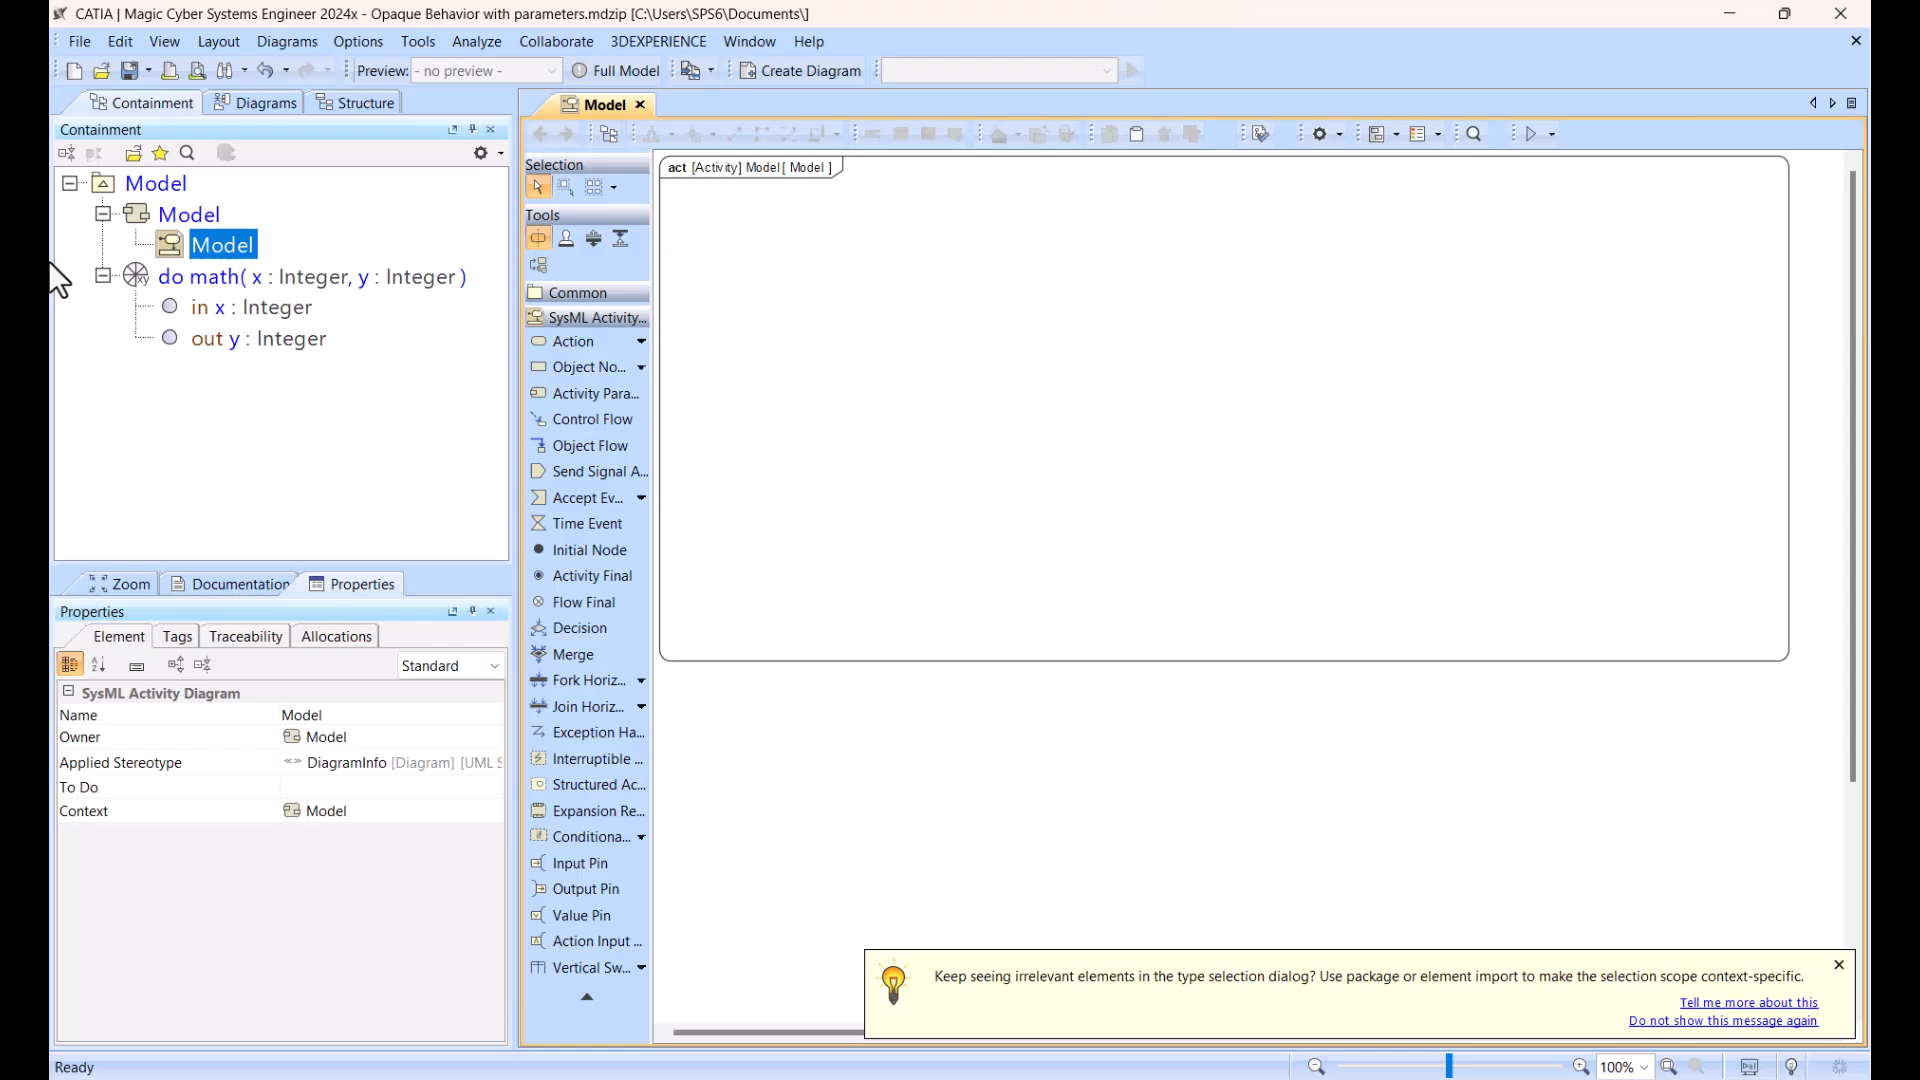 CATIA | Magic Cyber Systems Engineer 2024x - Opaque Behavior with parameters.mdzip [C:\Users\SPS6\Documents\]
File Edit View Layout Diagrams Options Tools Analyze Collaborate 3DEXPERIENCE Window Help
Preview: - no preview - Full Model Create Diagram
Containment Diagrams Structure
Containment
Model
Model
Model
do math( x : Integer, y : Integer )
in x : Integer
out y : Integer
Zoom Documentation Properties
Properties
Element Tags Traceability Allocations
Standard
SysML Activity Diagram
Name Model
Owner Model
Applied Stereotype «» DiagramInfo [Diagram] [UML S
To Do
Context Model
Model
Selection
Tools
Common
SysML Activity...
Action
Object No...
Activity Para...
Control Flow
Object Flow
Send Signal A...
Accept Ev...
Time Event
Initial Node
Activity Final
Flow Final
Decision
Merge
Fork Horiz...
Join Horiz...
Exception Ha...
Interruptible ...
Structured Ac...
Expansion Re...
Conditiona...
Input Pin
Output Pin
Value Pin
Action Input ...
Vertical Sw...
act [Activity] Model[ Model ]
Keep seeing irrelevant elements in the type selection dialog? Use package or element import to make the selection scope context-specific.
Tell me more about this
Do not show this message again
Ready
100%